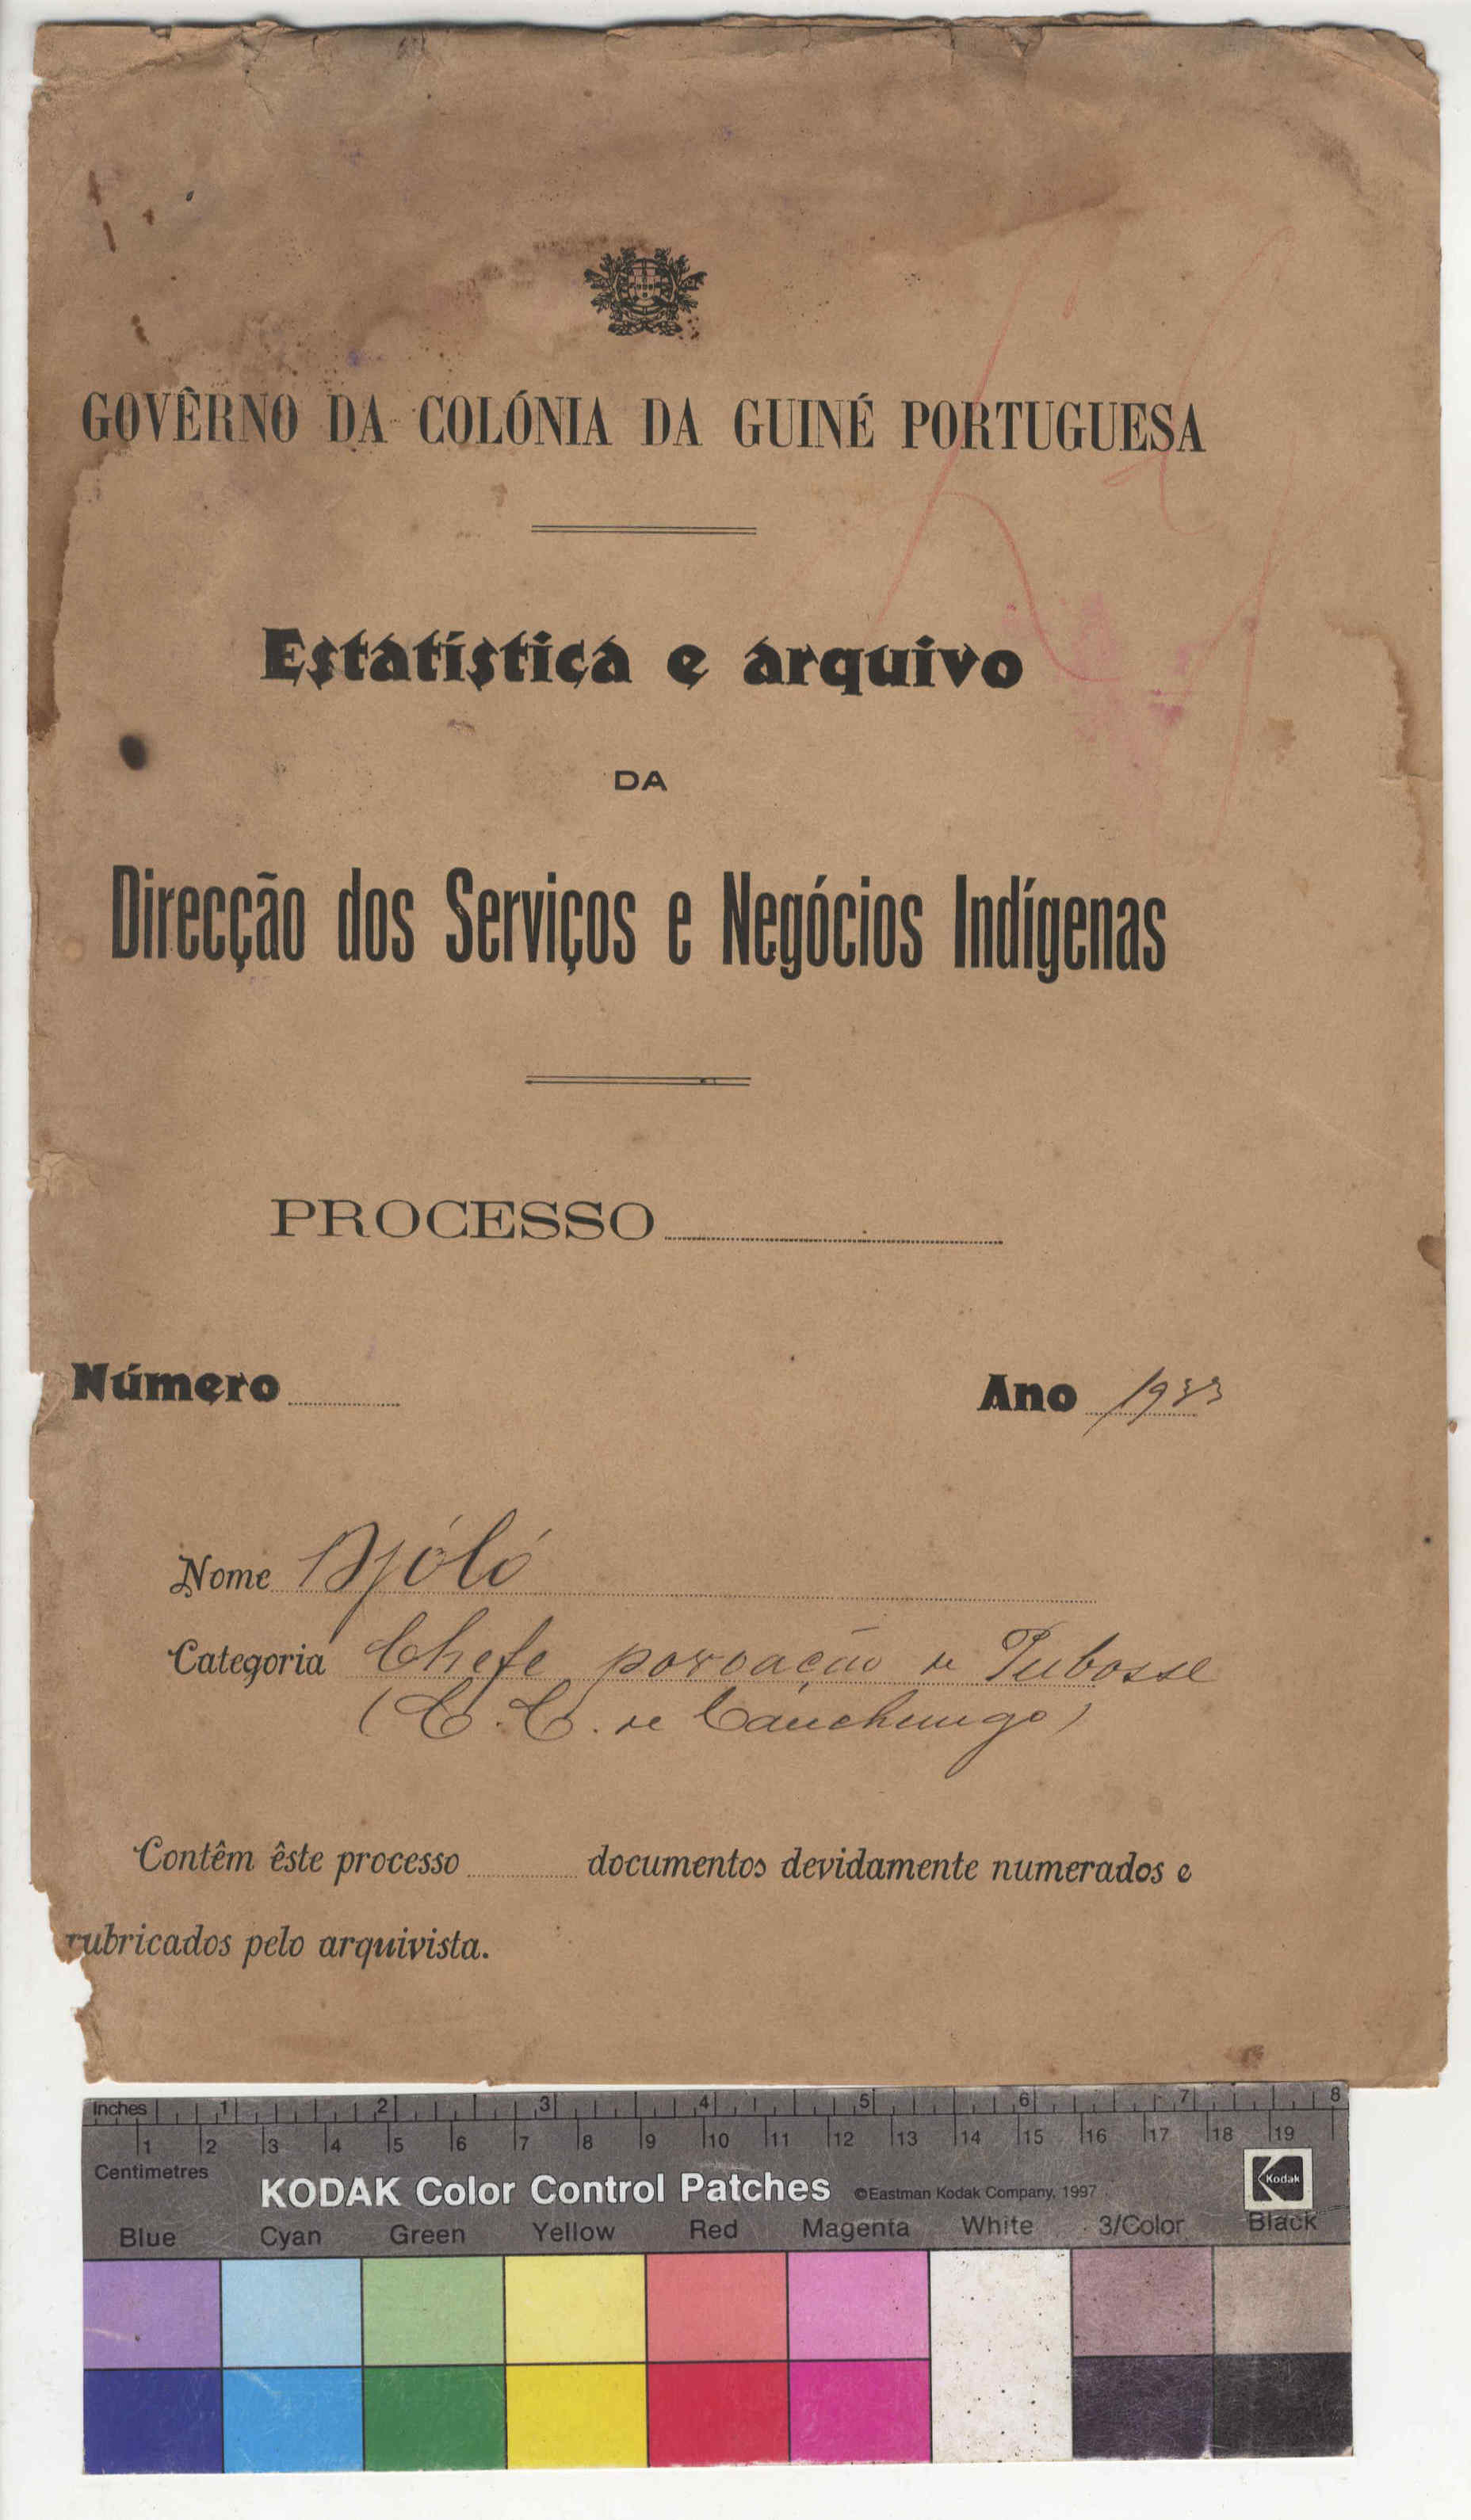 GOVÊRNO DA COLÓNIA DA GUINÉ PORTUGUESA
Estatística e arquivo
DA
Direcção dos Serviços e Negócios Indígenas
PROCESSO
Número
Ano 1933
Nome Djóló
Categoria Chefe povoação de Pubosse
(C. C. de Canchungo)
Contêm êste processo documentos devidamente numerados e
rubricados pelo arquivista.
Inches 1 2 3 4 5 6 7 8
1 2 3 4 5 6 7 8 9 10 11 12 13 14 15 16 17 18 19
Centimetres
KODAK Color Control Patches ©Eastman Kodak Company, 1997 Kodak
Blue Cyan Green Yellow Red Magenta White 3/Color Black